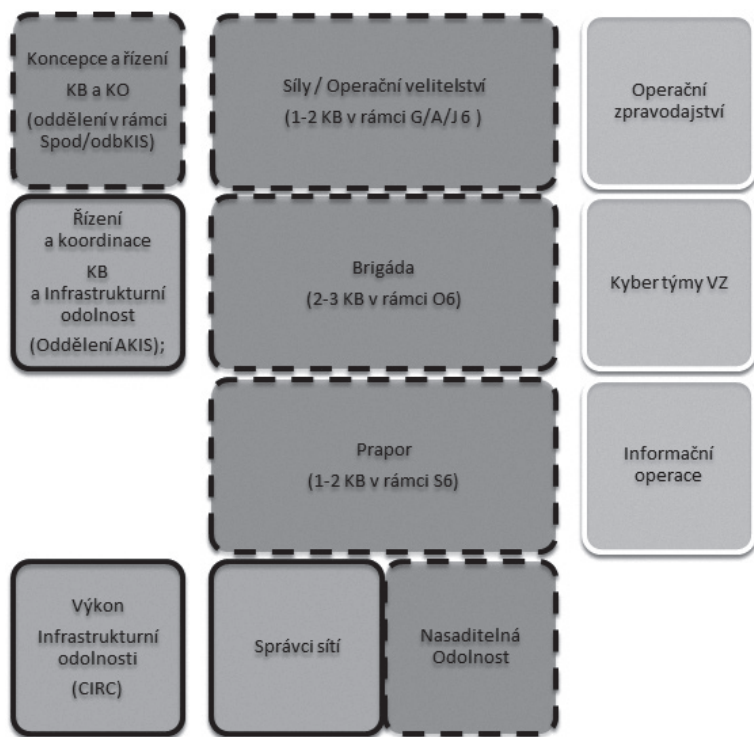 Koncepce a řízení
KB a KO
(oddělení v rámci
Spod/odbKIS)
Síly / Operační velitelství
(1-2 KB v rámci G/A/J 6 )
Operační
zpravodajství
Řízení
a koordinace
KB
a Infrastrukturní
odolnost
(Oddělení AKIS);
Brigáda
(2-3 KB v rámci O6)
Kyber týmy VZ
Prapor
(1-2 KB v rámci S6)
Informační
operace
Výkon
Infrastrukturní
odolnosti
(CIRC)
Správci sítí
Nasaditelná
Odolnost